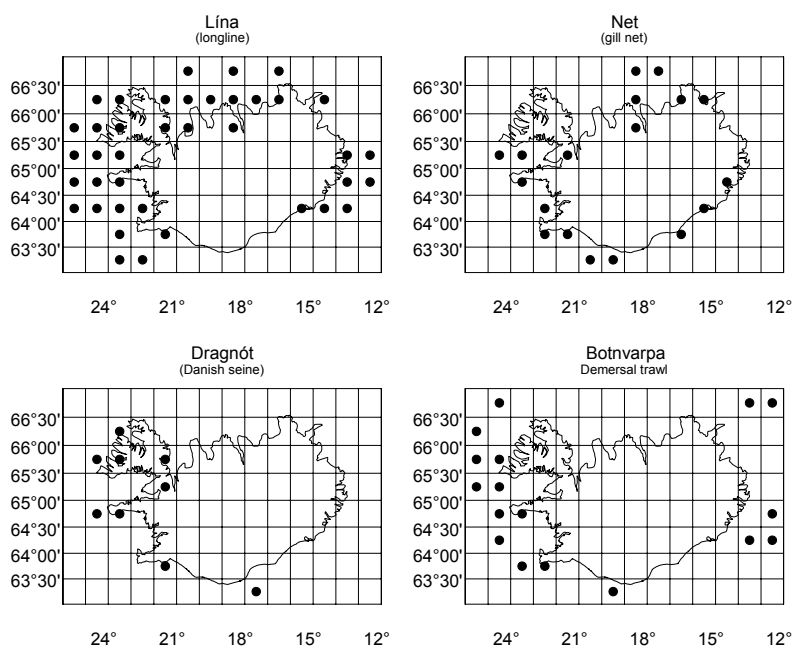 Lína
(longline)
66°30'
66°00'
65°30'
65°00'
64°30'
64°00'
63°30'
24° 21° 18° 15° 12°
Net
(gill net)
66°30'
66°00'
65°30'
65°00'
64°30'
64°00'
63°30'
24° 21° 18° 15° 12°
Dragnót
(Danish seine)
66°30'
66°00'
65°30'
65°00'
64°30'
64°00'
63°30'
24° 21° 18° 15° 12°
Botnvarpa
Demersal trawl
66°30'
66°00'
65°30'
65°00'
64°30'
64°00'
63°30'
24° 21° 18° 15° 12°